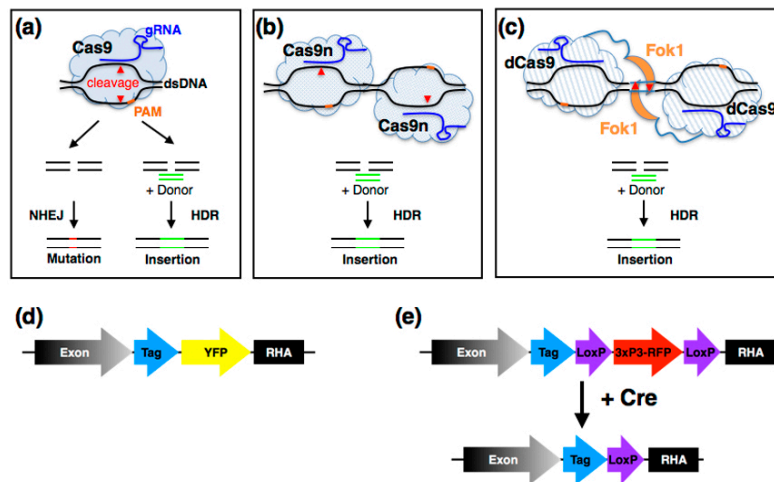 (a)
Cas9
gRNA
cleavage
dsDNA
PAM
+ Donor
NHEJ
HDR
Mutation
Insertion
(b)
Cas9n
Cas9n
+ Donor
HDR
Insertion
(c)
dCas9
Fok1
Fok1
dCas9
+ Donor
HDR
Insertion
(d)
Exon Tag YFP RHA
(e)
Exon Tag LoxP 3xP3-RFP LoxP RHA
+ Cre
Exon Tag LoxP RHA